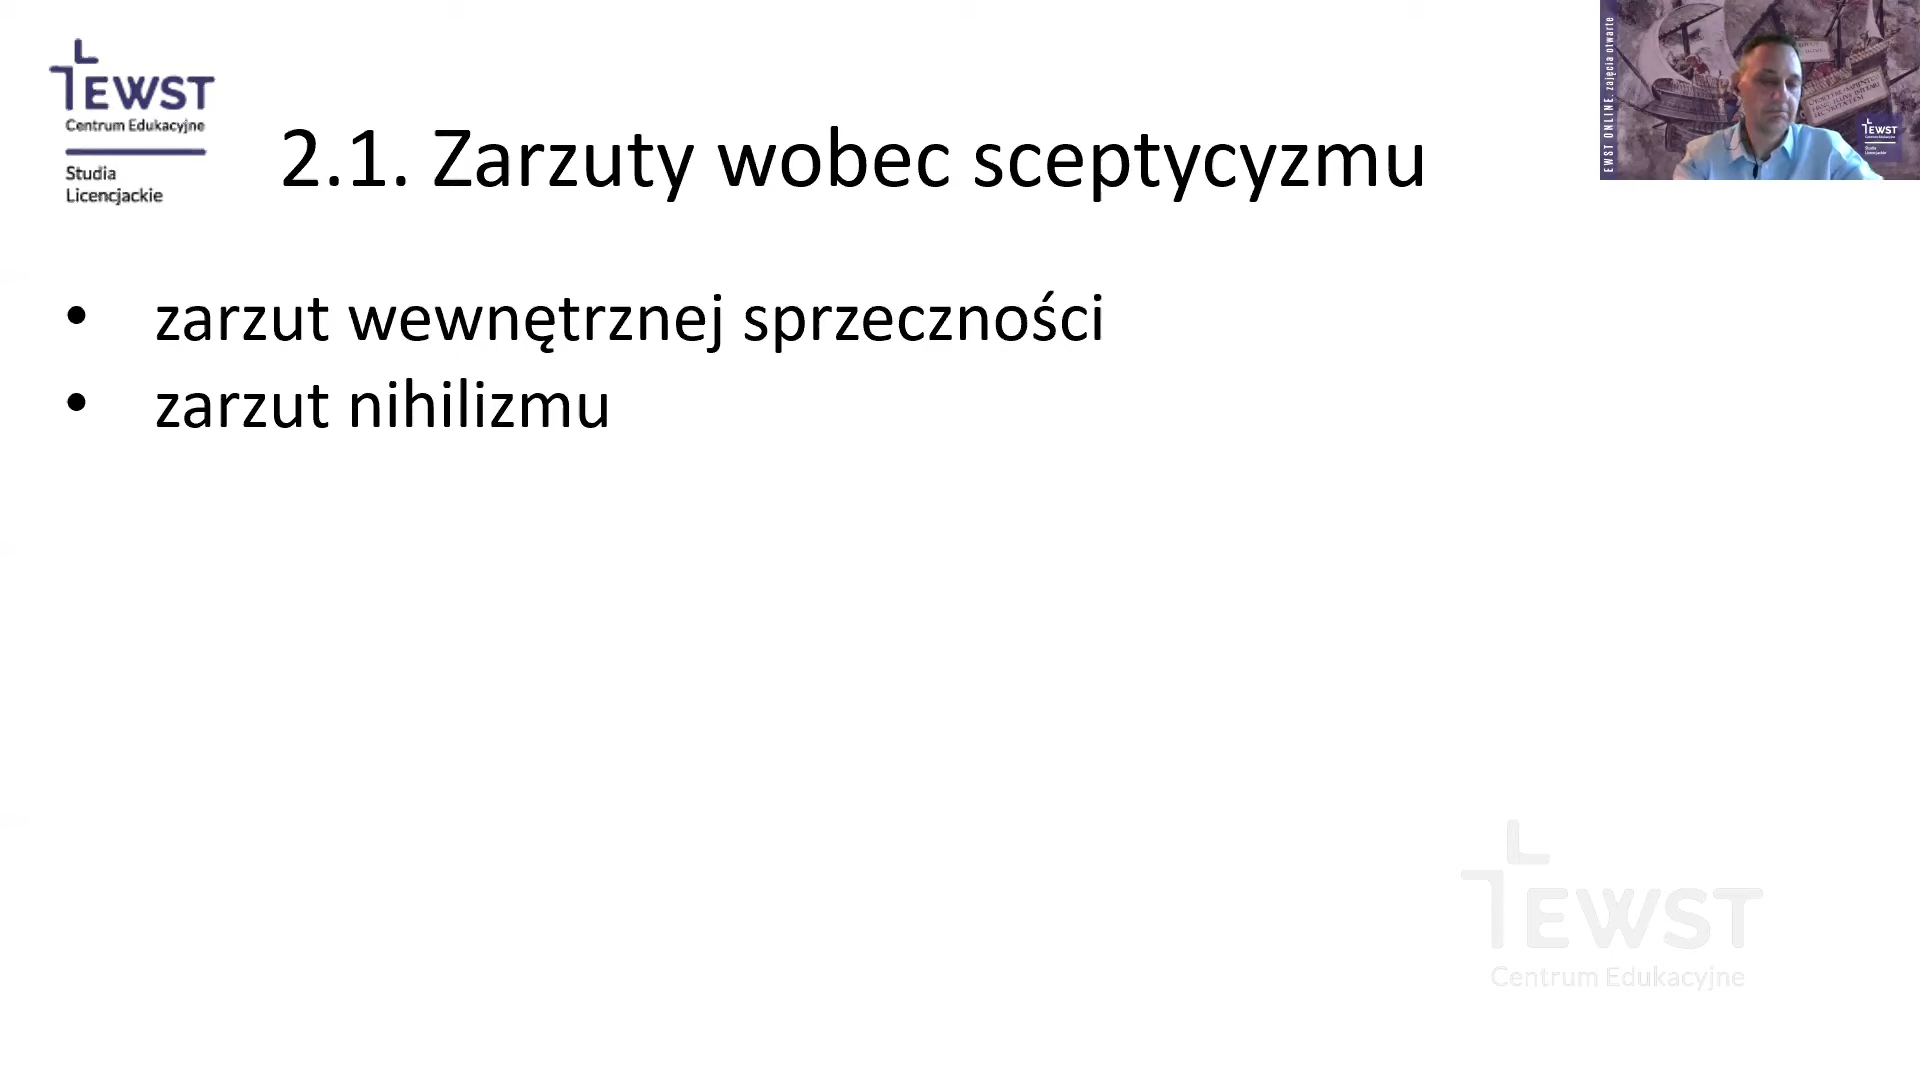 EWST
Centrum Edukacyjne
Studia
Licencjackie
2.1. Zarzuty wobec sceptycyzmu
• zarzut wewnętrznej sprzeczności
• zarzut nihilizmu
EWST ONLINE. zajęcia otwarte
EWST
EWST
Centrum Edukacyjne